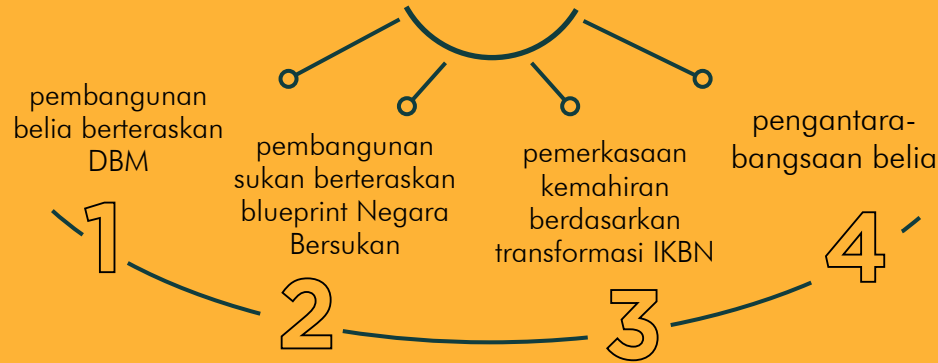 pembangunan
belia berteraskan
DBM
1
pembangunan
sukan berteraskan
blueprint Negara
Bersukan
2
pemerkasaan
kemahiran
berdasarkan
transformasi IKBN
3
pengantara-
bangsaan belia
4